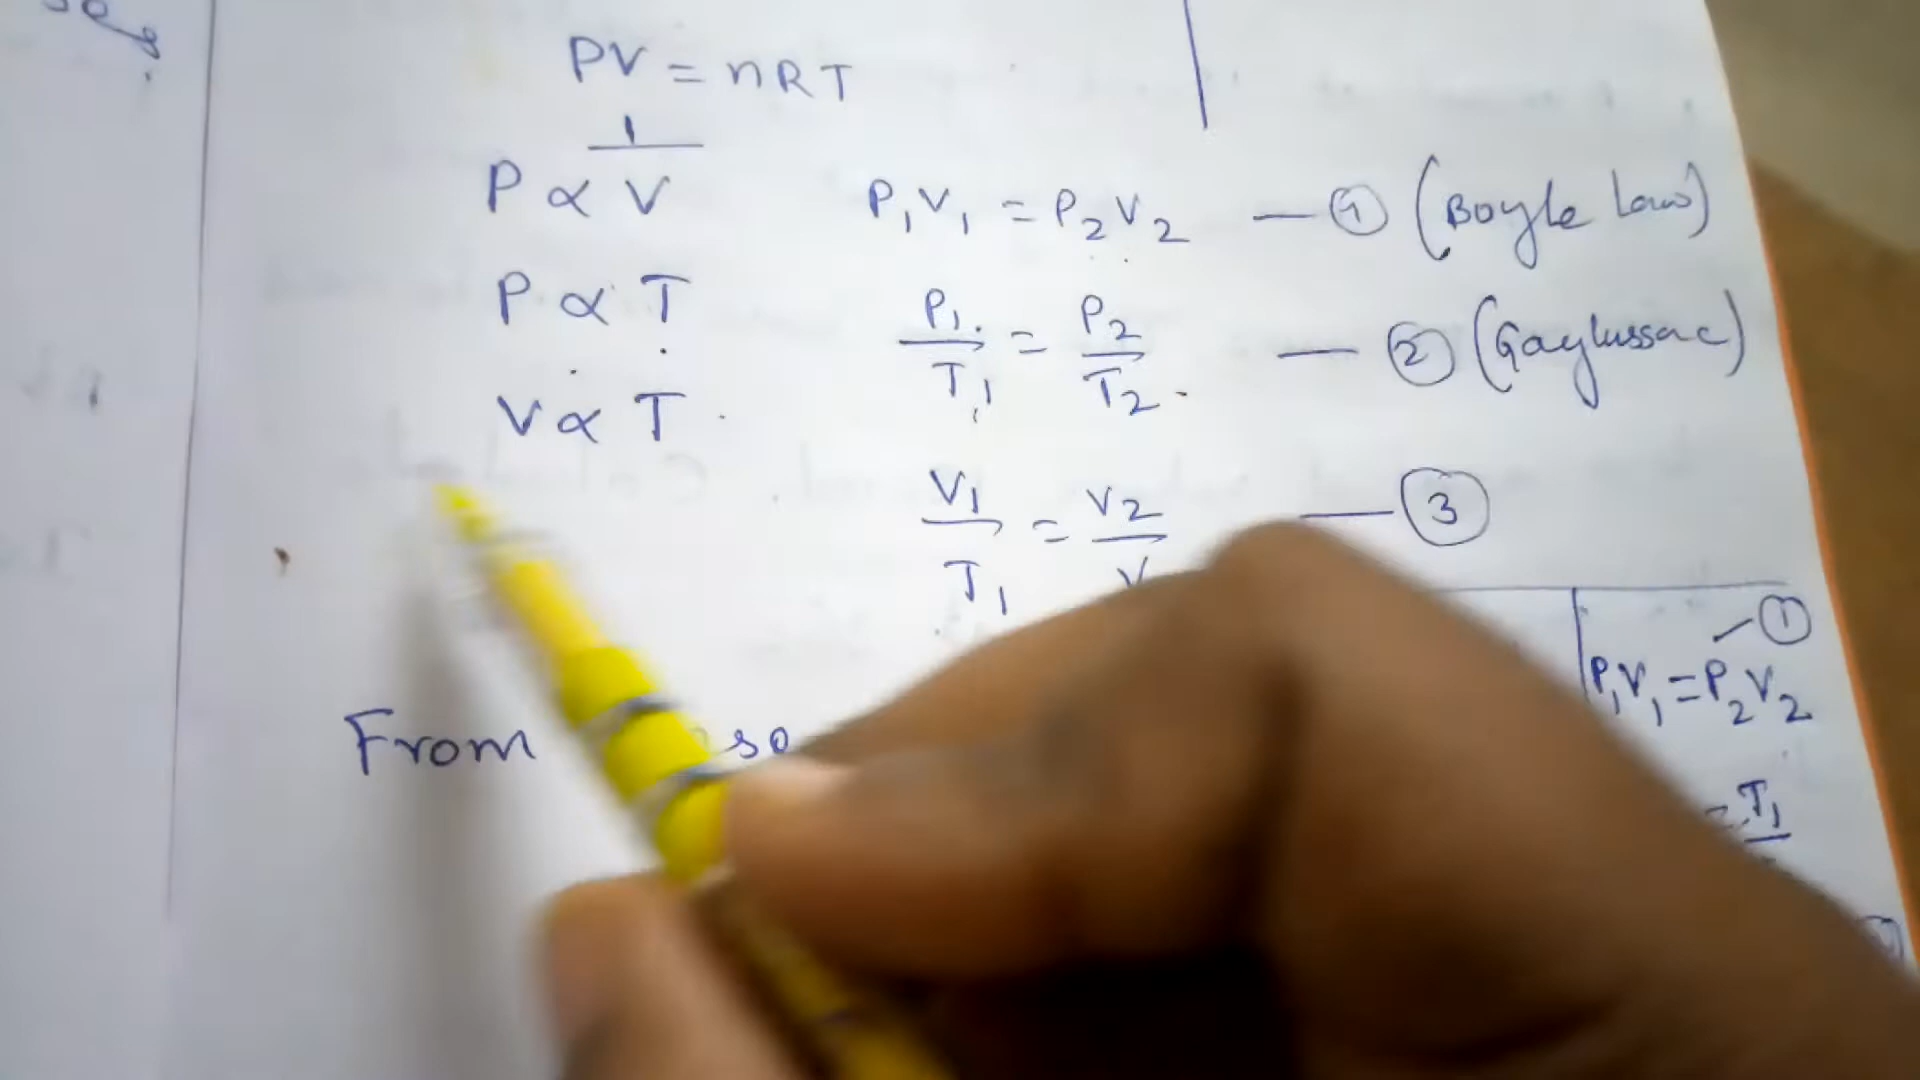 PV = nRT
P ∝ 1/V P₁V₁ = P₂V₂ — ① (Boyle Law)
P ∝ T P₁/T₁ = P₂/T₂ — ② (Gaylussac)
V ∝ T
V₁/T₁ = V₂/V — ③
From
P₁V₁ = P₂V₂ — ①
= T₁